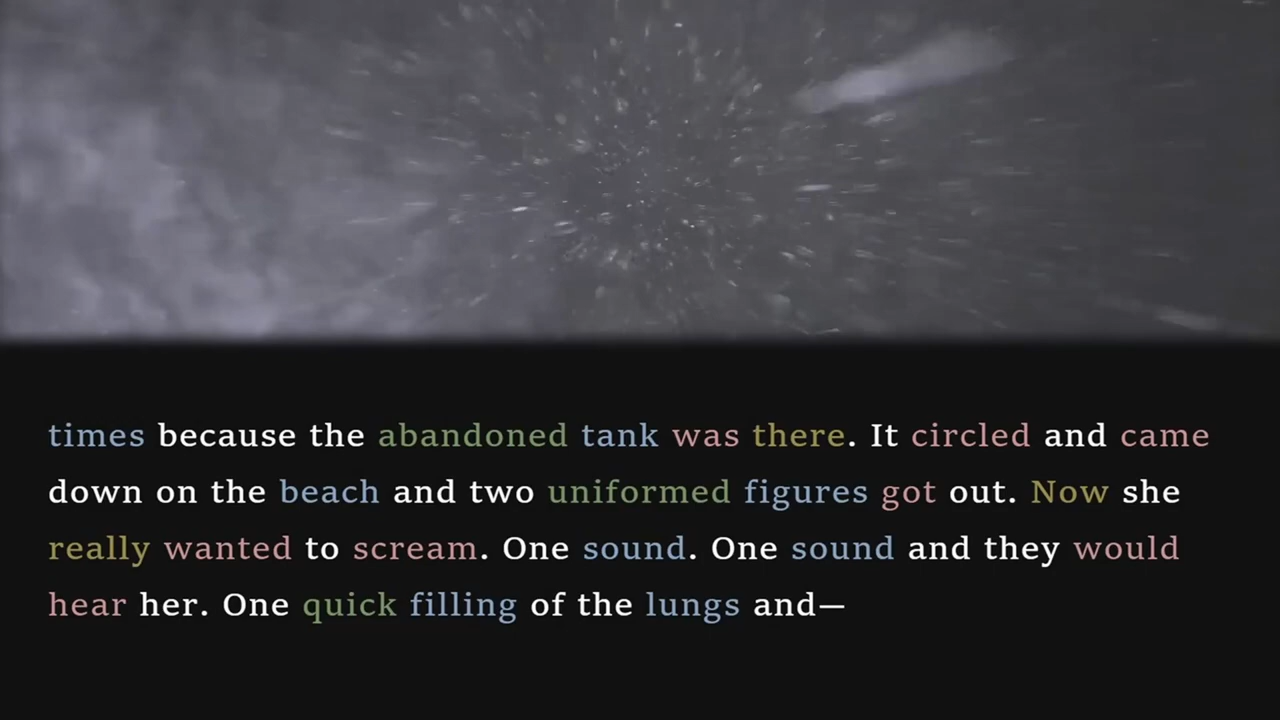 times because the abandoned tank was there. It circled and came
down on the beach and two uniformed figures got out. Now she
really wanted to scream. One sound. One sound and they would
hear her. One quick filling of the lungs and—